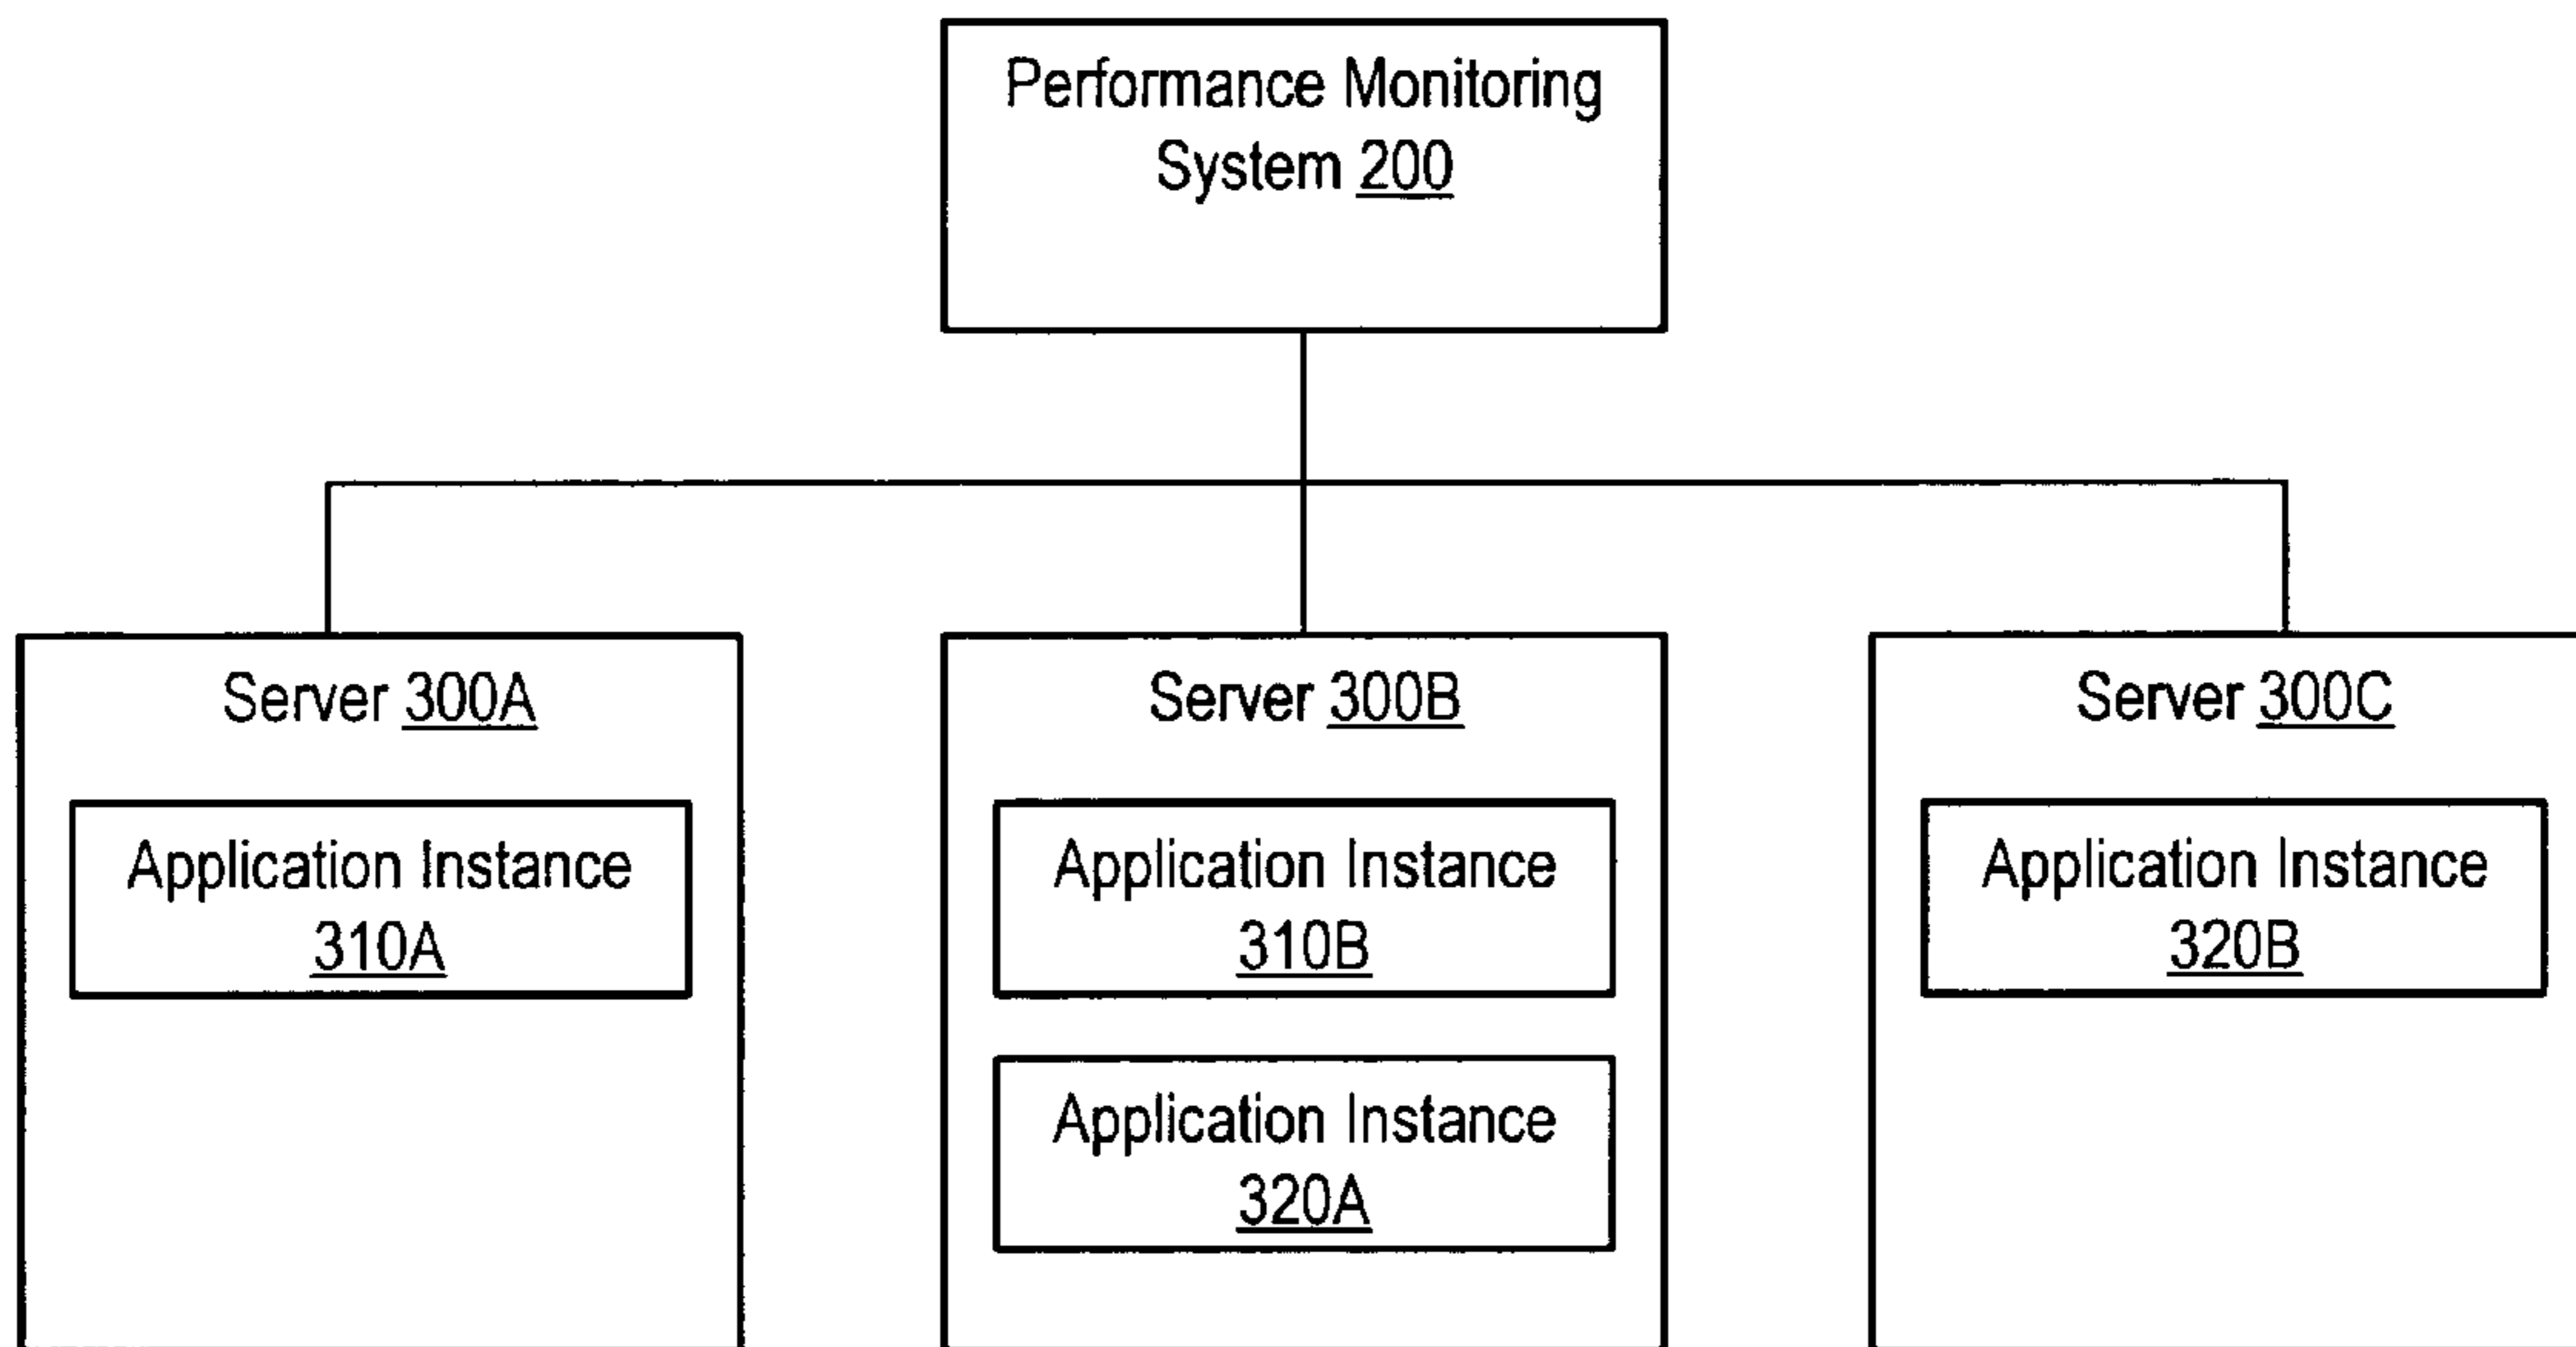 Performance Monitoring
System 200
Server 300A
Application Instance
310A
Server 300B
Application Instance
310B
Application Instance
320A
Server 300C
Application Instance
320B